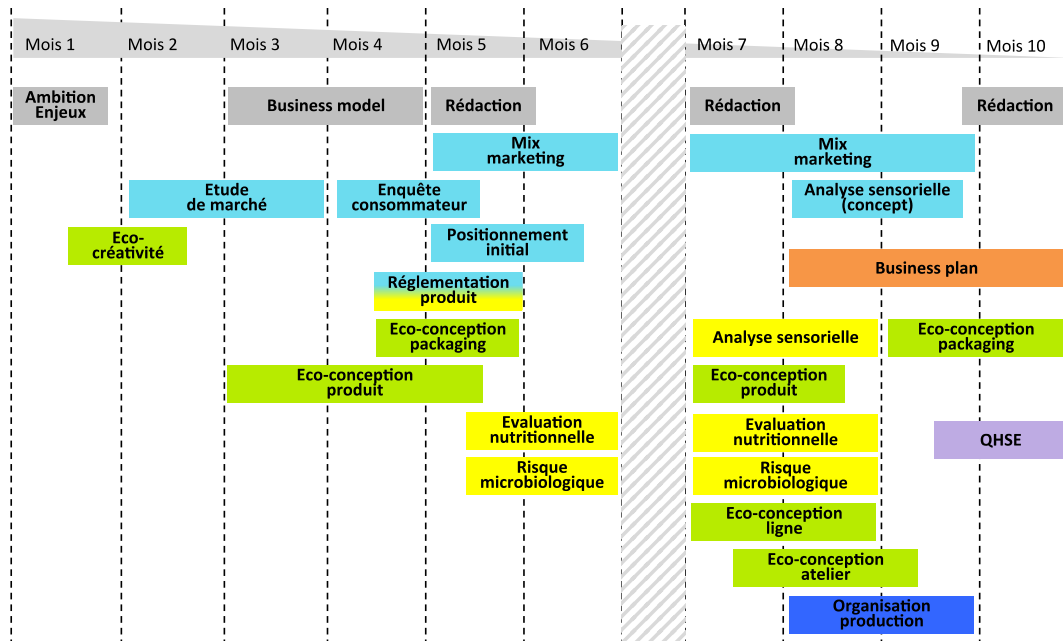 Mois 1
Mois 2
Mois 3
Mois 4
Mois 5
Mois 6
Mois 7
Mois 8
Mois 9
Mois 10
Ambition
Enjeux
Business model
Rédaction
Rédaction
Rédaction
Mix
marketing
Mix
marketing
Etude
de marché
Enquête
consommateur
Analyse sensorielle
(concept)
Eco-
créativité
Positionnement
initial
Business plan
Réglementation
produit
Eco-conception
packaging
Analyse sensorielle
Eco-conception
packaging
Eco-conception
produit
Eco-conception
produit
Evaluation
nutritionnelle
Evaluation
nutritionnelle
QHSE
Risque
microbiologique
Risque
microbiologique
Eco-conception
ligne
Eco-conception
atelier
Organisation
production